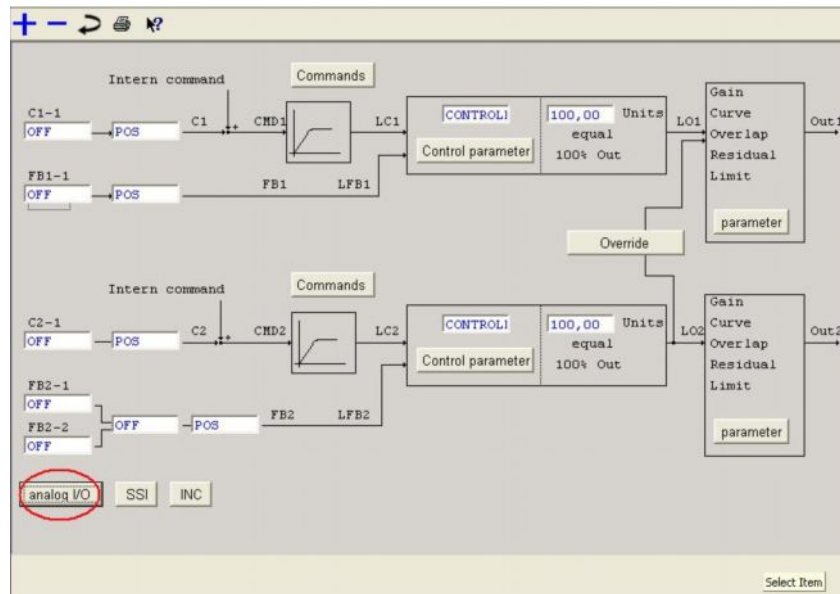 Intern command
Commands
C1-1
OFF
POS
C1
+
CMD1
LC1
CONTROLl
Control parameter
100,00 Units
equal
100% Out
LO1
Gain
Curve
Overlap
Residual
Limit
parameter
Out1
FB1-1
OFF
POS
FB1
LFB1
Override
Intern command
Commands
C2-1
OFF
POS
C2
+
CMD2
LC2
CONTROLl
Control parameter
100,00 Units
equal
100% Out
LO2
Gain
Curve
Overlap
Residual
Limit
parameter
Out2
FB2-1
OFF
FB2-2
OFF
OFF
POS
FB2
LFB2
analog I/O
SSI
INC
Select Item